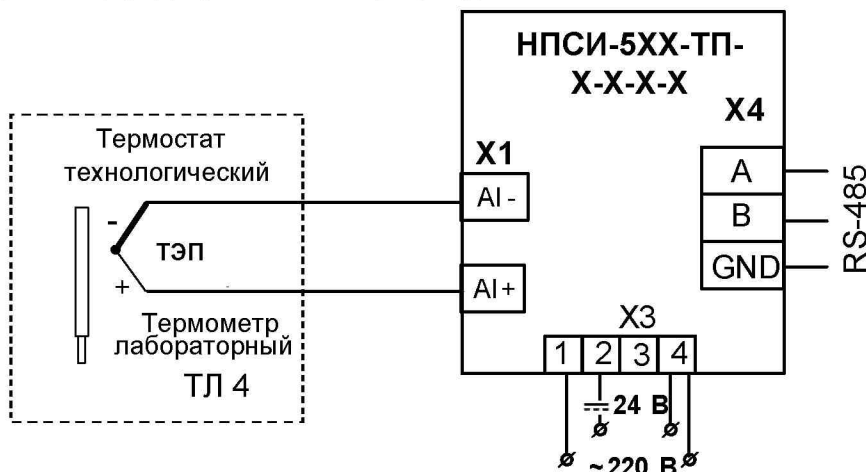 НПСИ-5ХХ-ТП-
Х-Х-Х-Х
Х4
Термостат
технологический
Х1
AI -
AI+
-
ТЭП
+
Термометр
лабораторный
ТЛ 4
A
B
GND
RS-485
Х3
1 2 3 4
24 В
~220 В